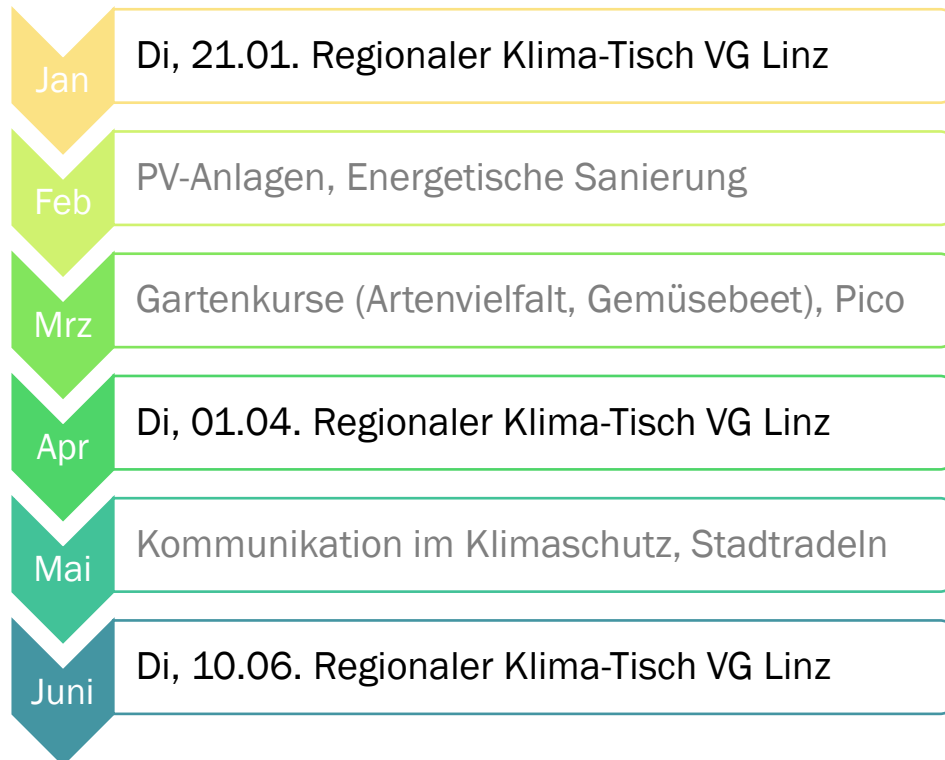 Jan
Di, 21.01. Regionaler Klima-Tisch VG Linz
Feb
PV-Anlagen, Energetische Sanierung
Mrz
Gartenkurse (Artenvielfalt, Gemüsebeet), Pico
Apr
Di, 01.04. Regionaler Klima-Tisch VG Linz
Mai
Kommunikation im Klimaschutz, Stadtradeln
Juni
Di, 10.06. Regionaler Klima-Tisch VG Linz